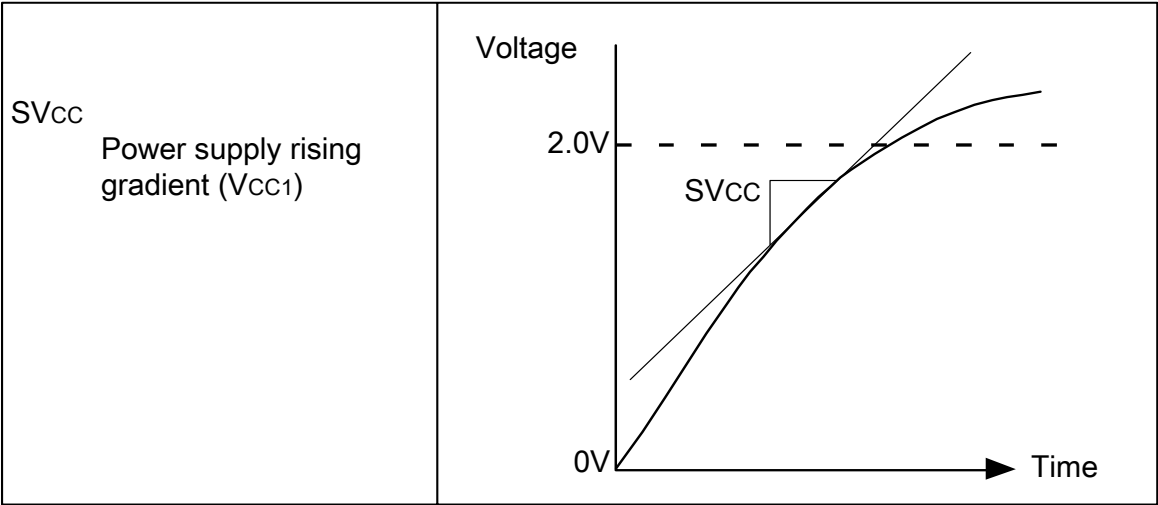 SVCC
Power supply rising
gradient (VCC1)
Voltage
2.0V
SVCC
0V
Time